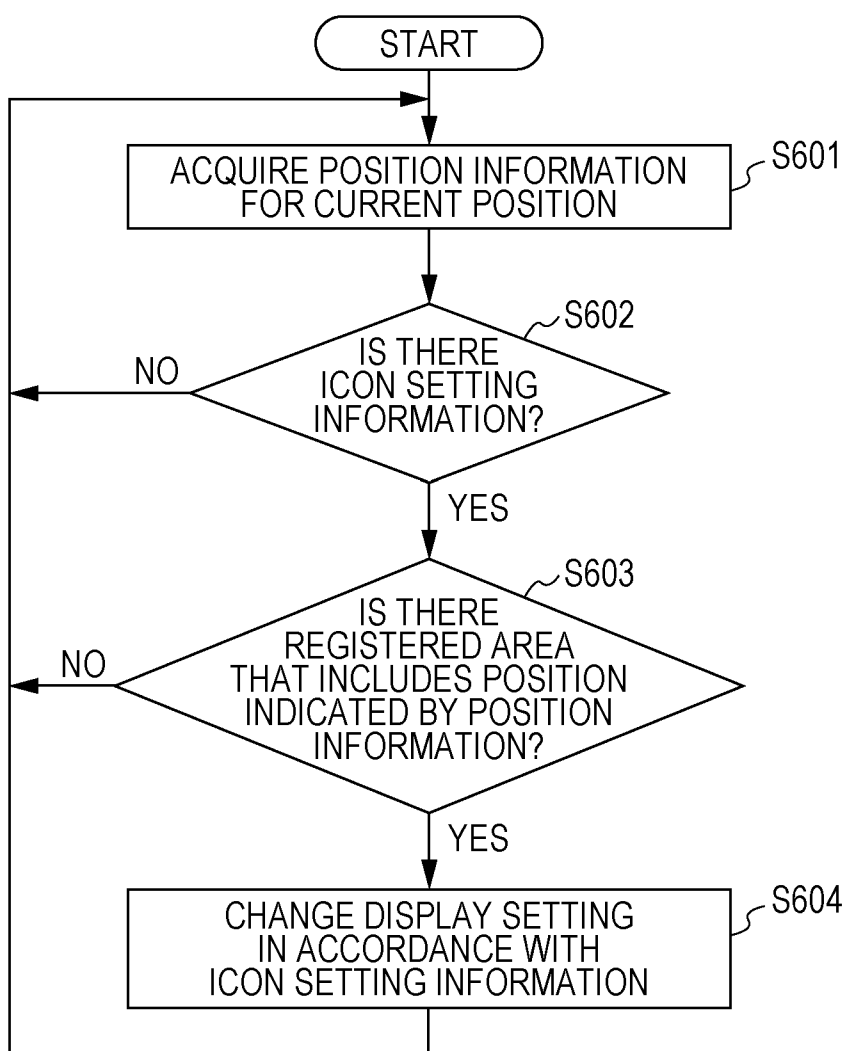 START
ACQUIRE POSITION INFORMATION
FOR CURRENT POSITION
S601
S602
IS THERE
ICON SETTING
INFORMATION?
NO
YES
S603
IS THERE
REGISTERED AREA
THAT INCLUDES POSITION
INDICATED BY POSITION
INFORMATION?
NO
YES
S604
CHANGE DISPLAY SETTING
IN ACCORDANCE WITH
ICON SETTING INFORMATION